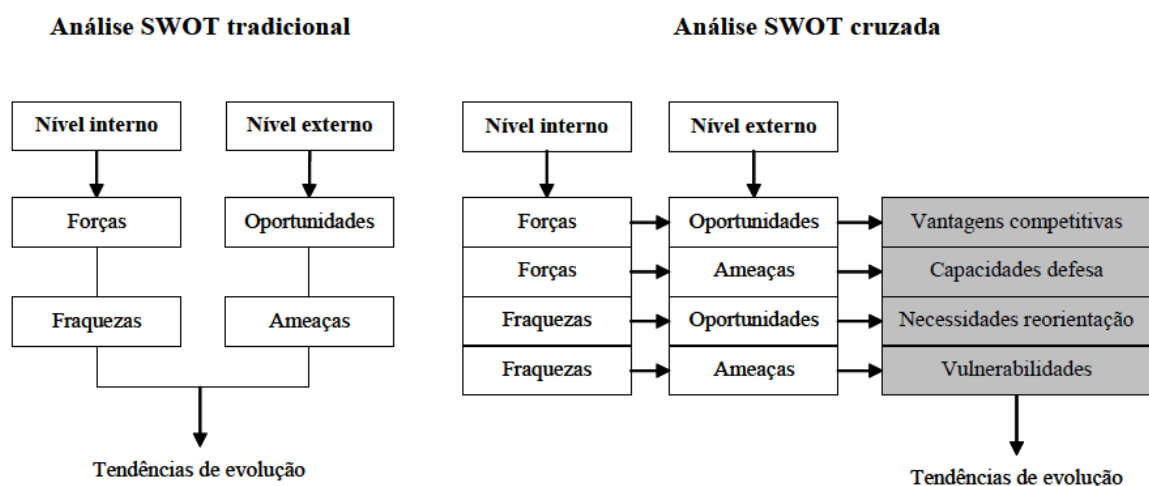 Análise SWOT tradicional
Nível interno
Nível externo
Forças
Oportunidades
Fraquezas
Ameaças
Tendências de evolução
Análise SWOT cruzada
Nível interno
Nível externo
Forças
Oportunidades
Vantagens competitivas
Forças
Ameaças
Capacidades defesa
Fraquezas
Oportunidades
Necessidades reorientação
Fraquezas
Ameaças
Vulnerabilidades
Tendências de evolução